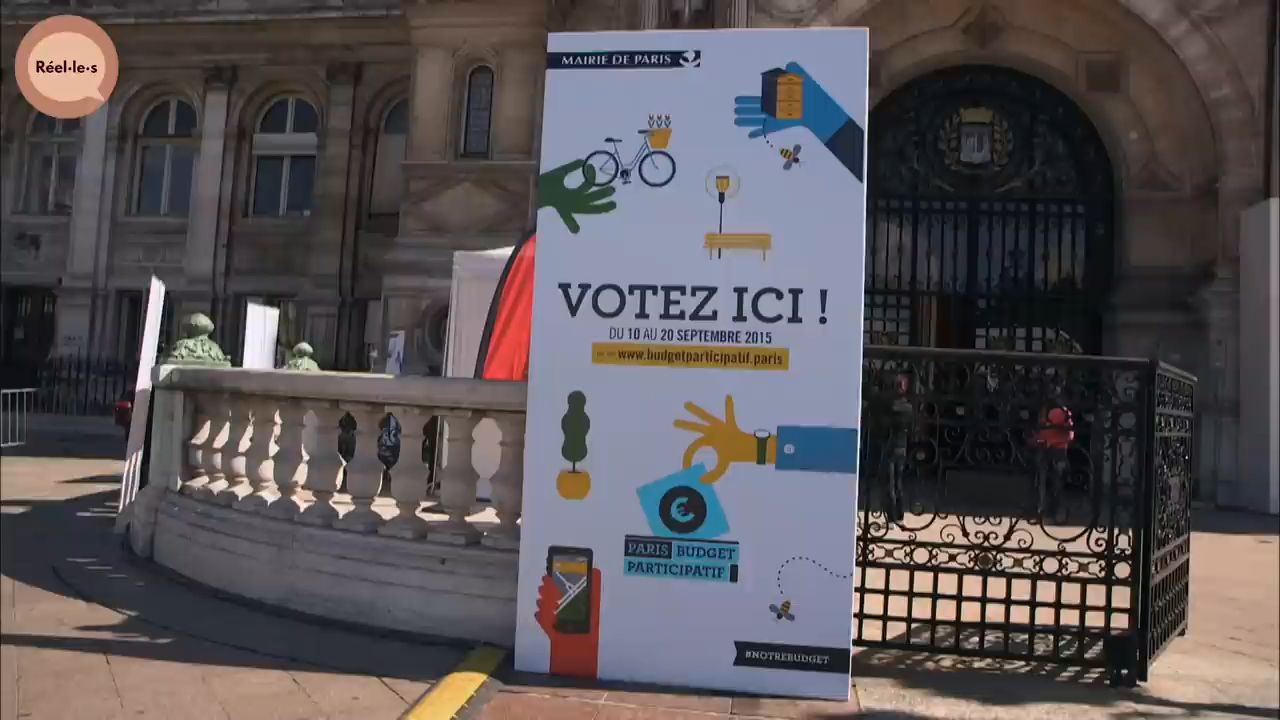 Réel·le·s
MAIRIE DE PARIS
VOTEZ ICI !
DU 10 AU 20 SEPTEMBRE 2015
www.budgetparticipatif.paris
€
PARIS BUDGET
PARTICIPATIF
#NOTREBUDGET